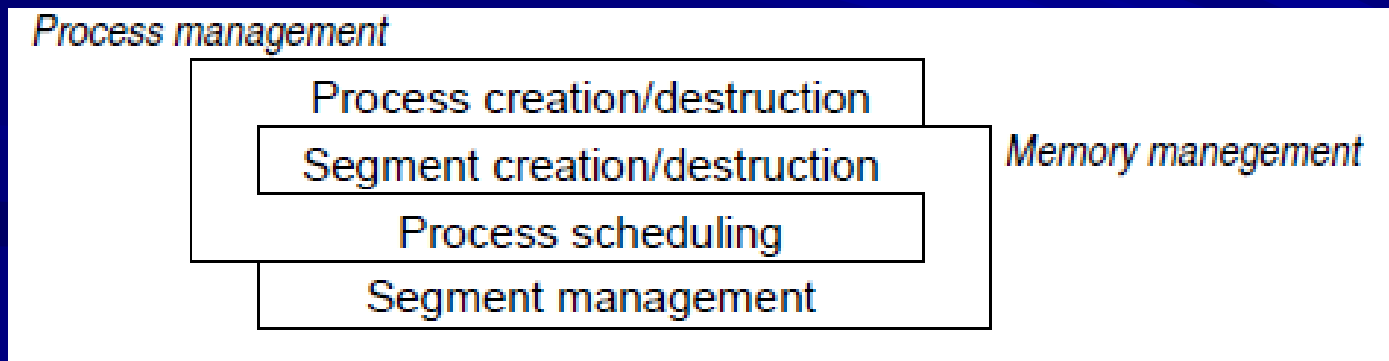 Process management
Process creation/destruction
Segment creation/destruction
Memory manegement
Process scheduling
Segment management